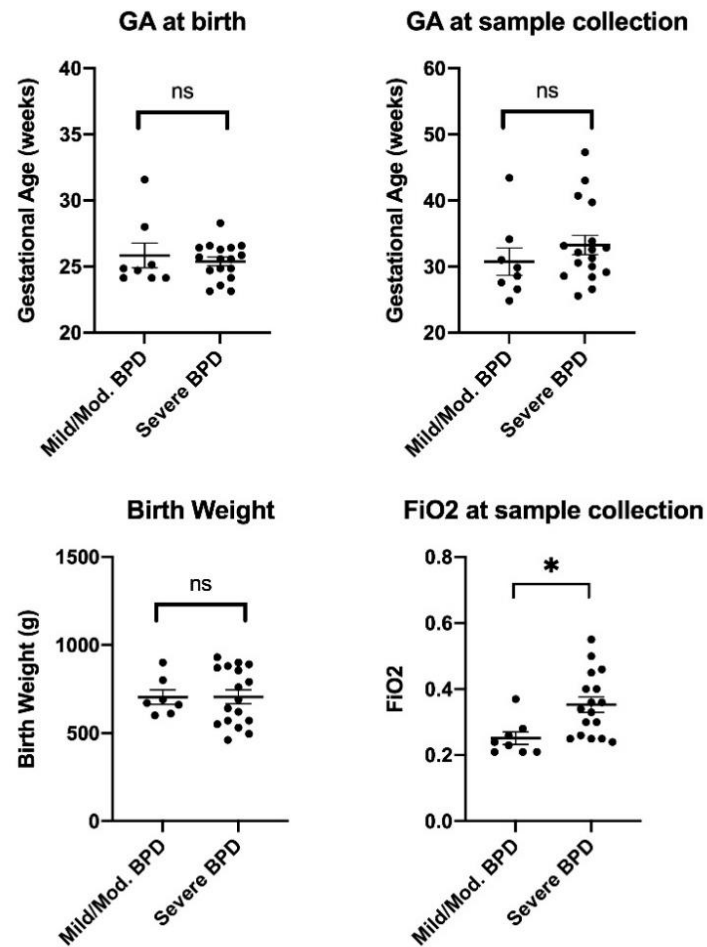 GA at birth
GA at sample collection
Gestational Age (weeks)
40
35
30
25
20
ns
Mild/Mod. BPD
Severe BPD
Gestational Age (weeks)
60
50
40
30
20
ns
Mild/Mod. BPD
Severe BPD
Birth Weight
FiO2 at sample collection
Birth Weight (g)
1500
1000
500
0
ns
Mild/Mod. BPD
Severe BPD
FiO2
0.8
0.6
0.4
0.2
0.0
*
Mild/Mod. BPD
Severe BPD